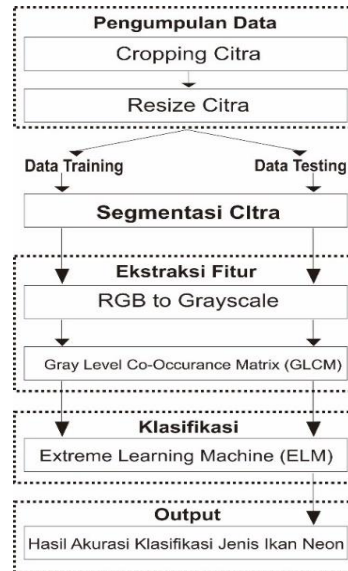 Pengumpulan Data
Cropping Citra
Resize Citra
Data Training
Data Testing
Segmentasi CItra
Ekstraksi Fitur
RGB to Grayscale
Gray Level Co-Occurance Matrix (GLCM)
Klasifikasi
Extreme Learning Machine (ELM)
Output
Hasil Akurasi Klasifikasi Jenis Ikan Neon